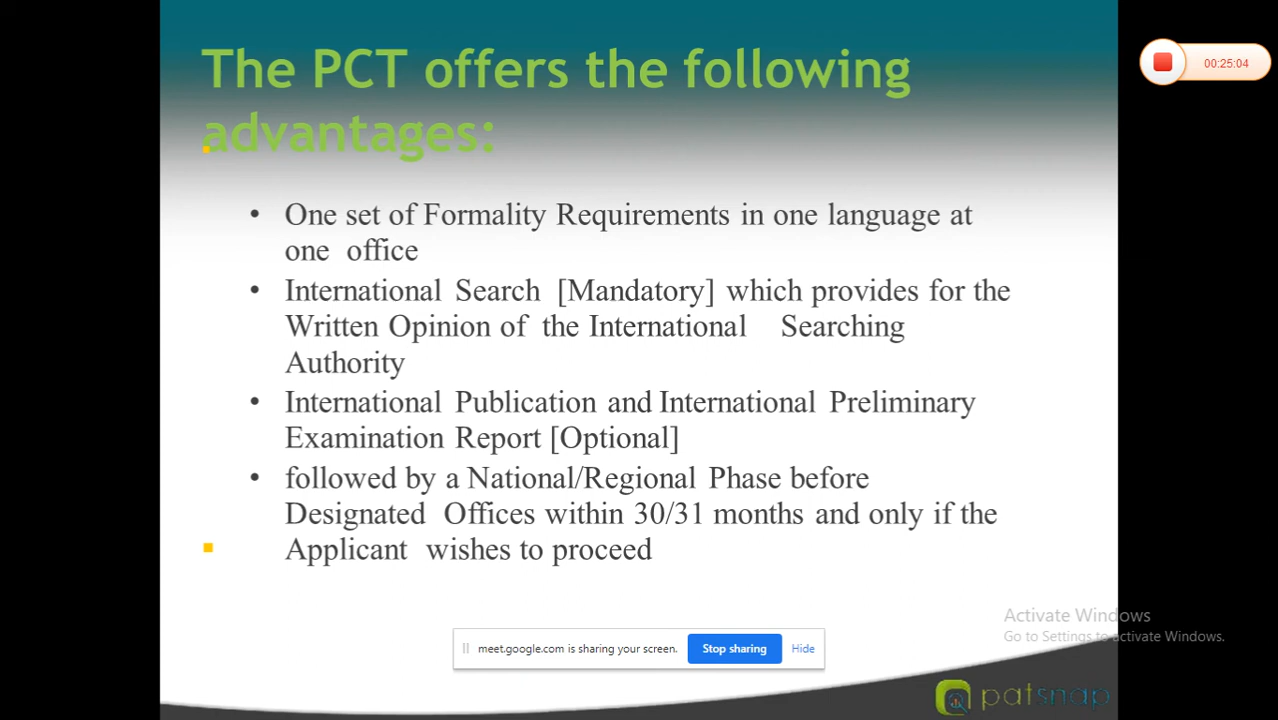 The PCT offers the following
advantages:
00:25:04
• One set of Formality Requirements in one language at
one office
• International Search [Mandatory] which provides for the
Written Opinion of the International Searching
Authority
• International Publication and International Preliminary
Examination Report [Optional]
• followed by a National/Regional Phase before
Designated Offices within 30/31 months and only if the
Applicant wishes to proceed
Activate Windows
Go to Settings to activate Windows.
meet.google.com is sharing your screen. Stop sharing Hide
patsnap